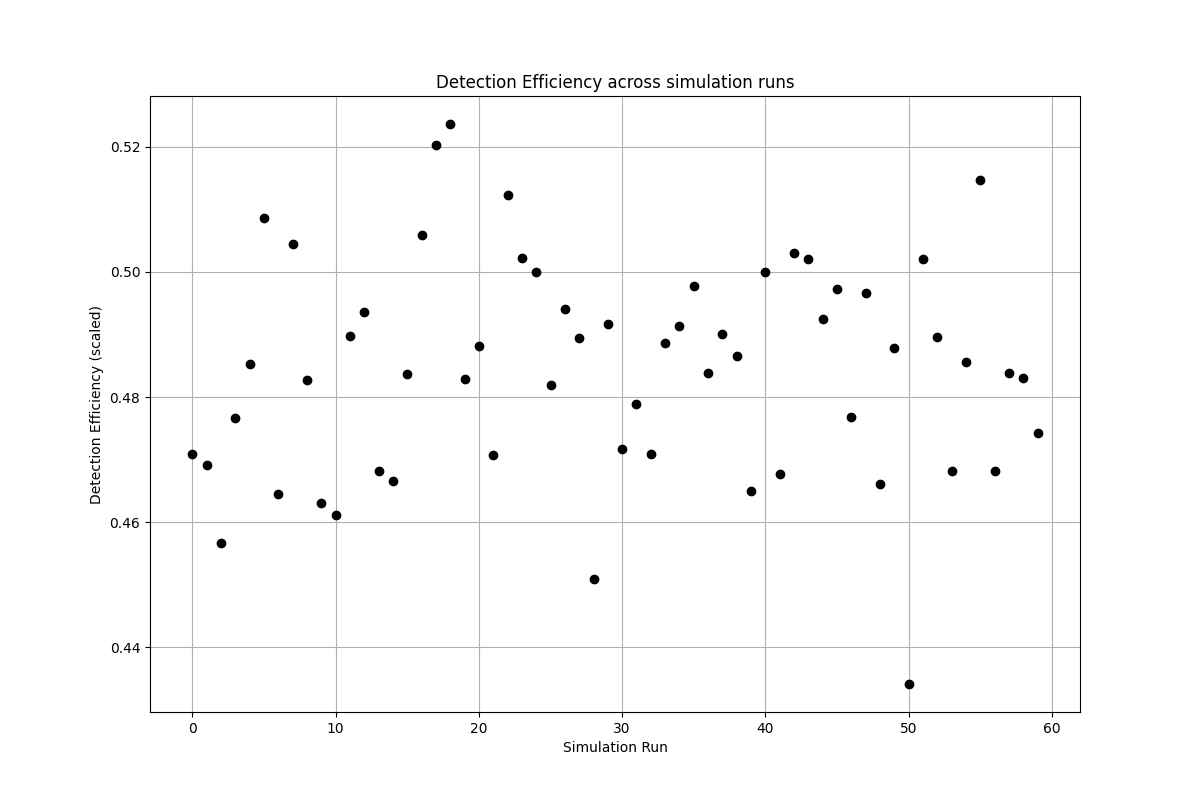 Detection Efficiency across simulation runs
Detection Efficiency (scaled)
0.52
0.50
0.48
0.46
0.44
0 10 20 30 40 50 60
Simulation Run